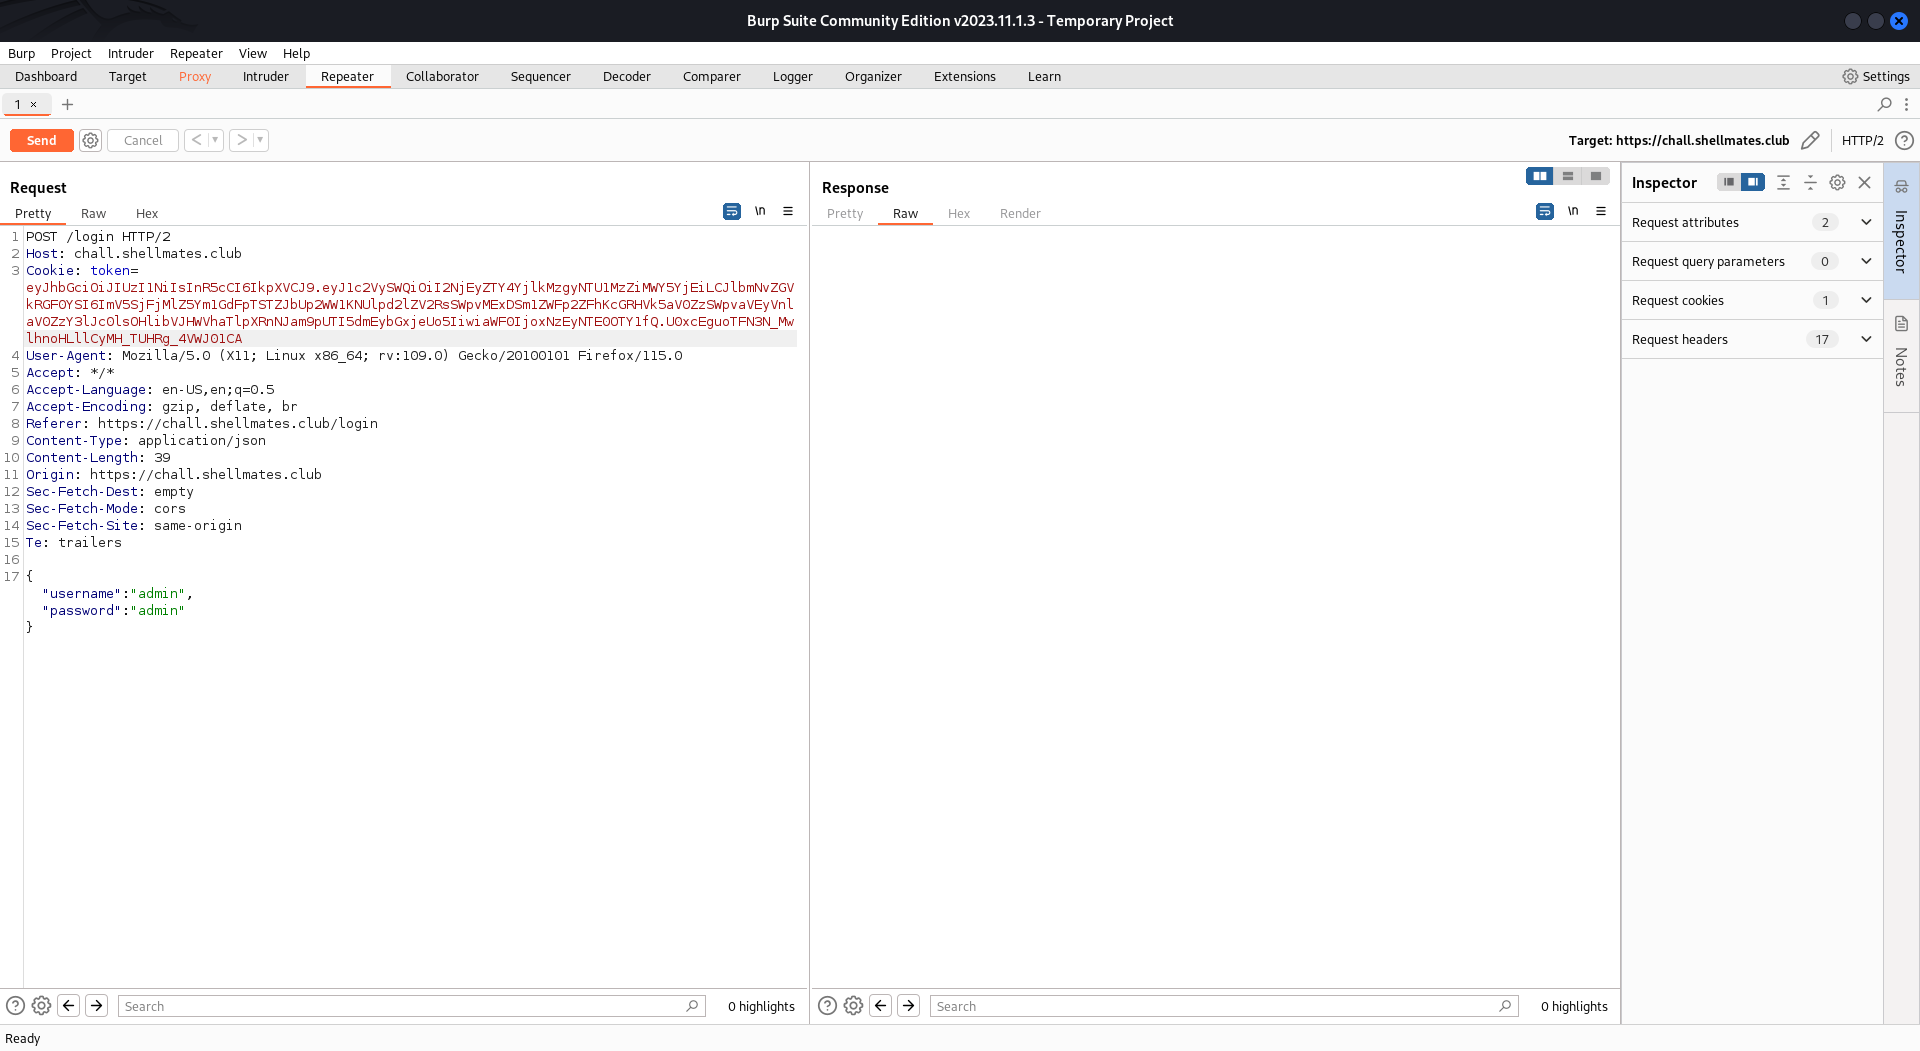 Burp Suite Community Edition v2023.11.1.3 - Temporary Project
Burp Project Intruder Repeater View Help
Dashboard Target Proxy Intruder Repeater Collaborator Sequencer Decoder Comparer Logger Organizer Extensions Learn Settings
1 × +
Send Cancel < > Target: https://chall.shellmates.club HTTP/2 ?
Request
Pretty Raw Hex \n
1 POST /login HTTP/2
2 Host: chall.shellmates.club
3 Cookie: token=
eyJhbGciOiJIUzI1NiIsInR5cCI6IkpXVCJ9.eyJ1c2VySWQiOiI2NjEyZTY4YjlkMzgyNTU1MzZiMWY5YjEiLCJlbmNvZGV
kRGF0YSI6ImV5SjFjMlZ5Ym1GdFpTSTZJbUp2WW1KNUlpd2lZV2RsSWpvME1xDSm1ZWFp2ZFhKcGRHVk5aV0ZzSWpvaVEyVnl
aV0ZzY3lJcOlsOHlibVJHWVhaTlpXRnNJam9pUTI5dmEybGxjeUo5IiwiaWF0IjoxNzEyNTE0OTY1fQ.UOxcEguoTFN3N_Mw
lhnoHLllCyMH_TUHRg_4VWJ01CA
4 User-Agent: Mozilla/5.0 (X11; Linux x86_64; rv:109.0) Gecko/20100101 Firefox/115.0
5 Accept: */*
6 Accept-Language: en-US,en;q=0.5
7 Accept-Encoding: gzip, deflate, br
8 Referer: https://chall.shellmates.club/login
9 Content-Type: application/json
10 Content-Length: 39
11 Origin: https://chall.shellmates.club
12 Sec-Fetch-Dest: empty
13 Sec-Fetch-Mode: cors
14 Sec-Fetch-Site: same-origin
15 Te: trailers
16
17 {
"username":"admin",
"password":"admin"
}
? Search 0 highlights
Response
Pretty Raw Hex Render \n
? Search 0 highlights
Inspector
Request attributes 2
Request query parameters 0
Request cookies 1
Request headers 17
Inspector
Notes
Ready